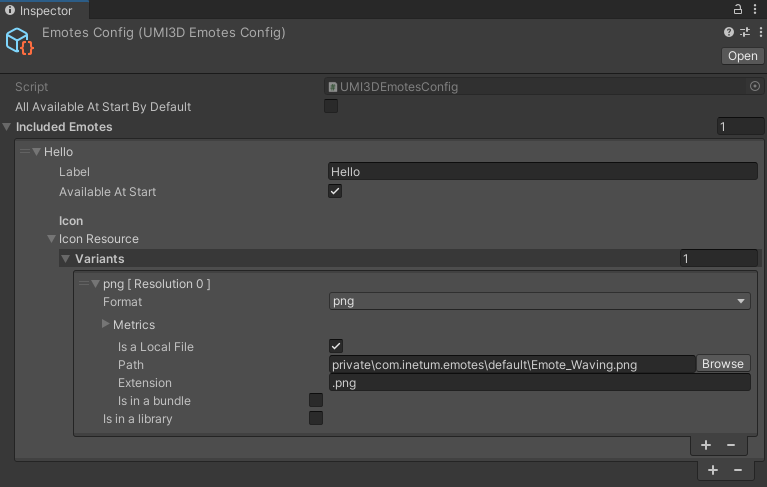 Inspector
Emotes Config (UMI3D Emotes Config)
Open
Script UMI3DEmotesConfig
All Available At Start By Default
Included Emotes 1
Hello
Label Hello
Available At Start
Icon
Icon Resource
Variants 1
png [ Resolution 0 ]
Format png
Metrics
Is a Local File
Path private\com.inetum.emotes\default\Emote_Waving.png Browse
Extension .png
Is in a bundle
Is in a library